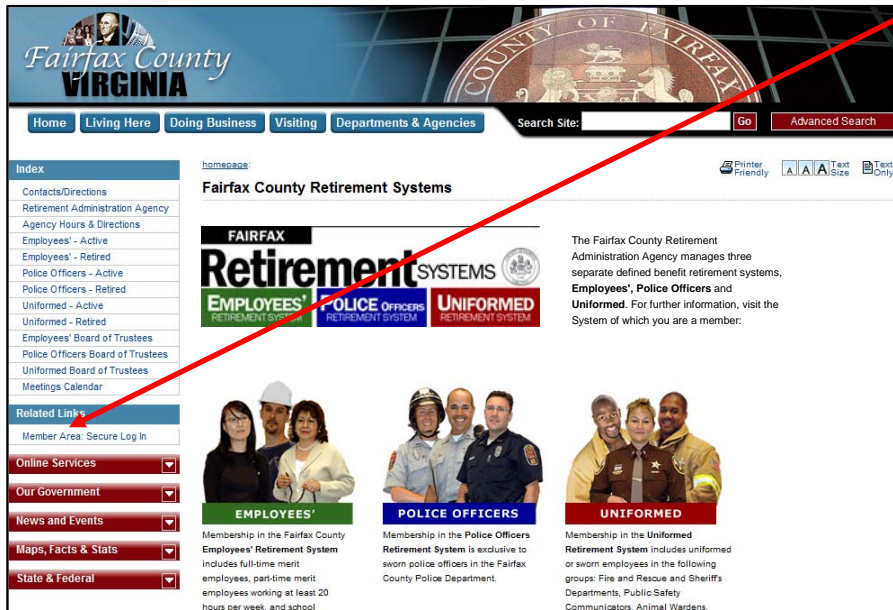 Fairfax County
VIRGINIA
COUNTY OF FAIRFAX
Home Living Here Doing Business Visiting Departments & Agencies Search Site: Go Advanced Search
Index
Contacts/Directions
Retirement Administration Agency
Agency Hours & Directions
Employees' - Active
Employees' - Retired
Police Officers - Active
Police Officers - Retired
Uniformed - Active
Uniformed - Retired
Employees' Board of Trustees
Police Officers Board of Trustees
Uniformed Board of Trustees
Meetings Calendar
Related Links
Member Area: Secure Log In
Online Services
Our Government
News and Events
Maps, Facts & Stats
State & Federal
homepage:
Printer
Friendly
A A A Text
Size
Text
Only
Fairfax County Retirement Systems
FAIRFAX
Retirement SYSTEMS
EMPLOYEES'
RETIREMENT SYSTEM
POLICE OFFICERS
RETIREMENT SYSTEM
UNIFORMED
RETIREMENT SYSTEM
The Fairfax County Retirement
Administration Agency manages three
separate defined benefit retirement systems,
Employees', Police Officers and
Uniformed. For further information, visit the
System of which you are a member:
EMPLOYEES'
Membership in the Fairfax County
Employees' Retirement System
includes full-time merit
employees, part-time merit
employees working at least 20
hours per week, and school
POLICE OFFICERS
Membership in the Police Officers
Retirement System is exclusive to
sworn police officers in the Fairfax
County Police Department.
UNIFORMED
Membership in the Uniformed
Retirement System includes uniformed
or sworn employees in the following
groups: Fire and Rescue and Sheriff's
Departments, Public Safety
Communicators, Animal Wardens,